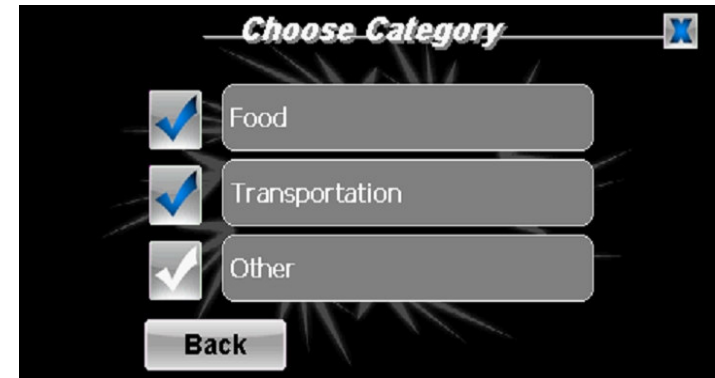 Choose Category
X
Food
Transportation
Other
Back